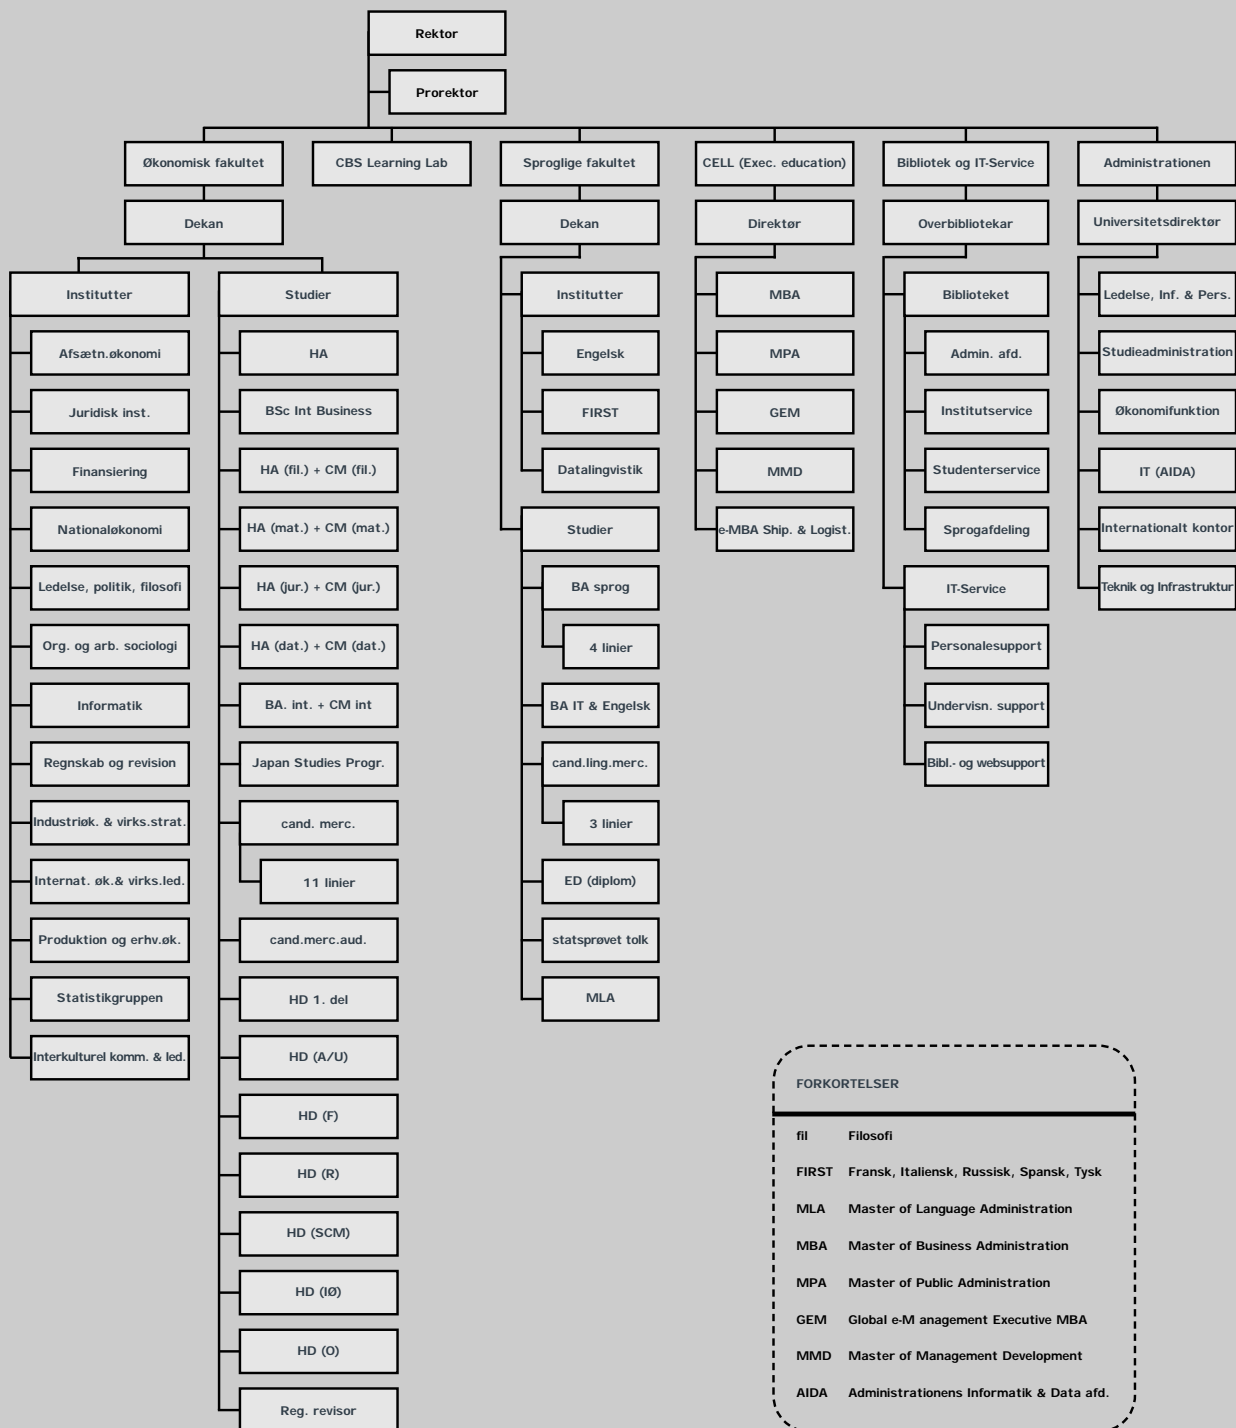 Rektor
Prorektor
Økonomisk fakultet
CBS Learning Lab
Sproglige fakultet
CELL (Exec. education)
Bibliotek og IT-Service
Administrationen
Dekan
Dekan
Direktør
Overbibliotekar
Universitetsdirektør
Institutter
Afsætn.økonomi
Juridisk inst.
Finansiering
Nationaløkonomi
Ledelse, politik, filosofi
Org. og arb. sociologi
Informatik
Regnskab og revision
Industriøk. & virks.strat.
Internat. øk.& virks.led.
Produktion og erhv.øk.
Statistikgruppen
Interkulturel komm. & led.
Studier
HA
BSc Int Business
HA (fil.) + CM (fil.)
HA (mat.) + CM (mat.)
HA (jur.) + CM (jur.)
HA (dat.) + CM (dat.)
BA. int. + CM int
Japan Studies Progr.
cand. merc.
11 linier
cand.merc.aud.
HD 1. del
HD (A/U)
HD (F)
HD (R)
HD (SCM)
HD (IØ)
HD (O)
Reg. revisor
Institutter
Engelsk
FIRST
Datalingvistik
Studier
BA sprog
4 linier
BA IT & Engelsk
cand.ling.merc.
3 linier
ED (diplom)
statsprøvet tolk
MLA
MBA
MPA
GEM
MMD
e-MBA Ship. & Logist.
Biblioteket
Admin. afd.
Institutservice
Studenterservice
Sprogafdeling
IT-Service
Personalesupport
Undervisn. support
Bibl.- og websupport
Ledelse, Inf. & Pers.
Studieadministration
Økonomifunktion
IT (AIDA)
Internationalt kontor
Teknik og Infrastruktur
FORKORTELSER
fil Filosofi
FIRST Fransk, Italiensk, Russisk, Spansk, Tysk
MLA Master of Language Administration
MBA Master of Business Administration
MPA Master of Public Administration
GEM Global e-M anagement Executive MBA
MMD Master of Management Development
AIDA Administrationens Informatik & Data afd.